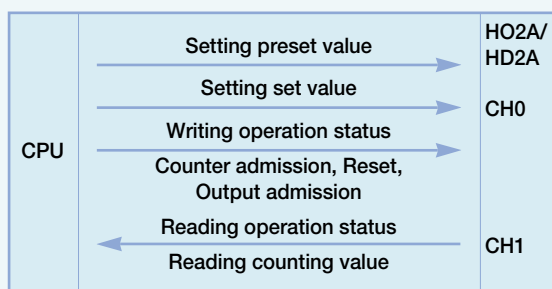 HO2A/
HD2A
Setting preset value
Setting set value
CH0
Writing operation status
CPU
Counter admission, Reset,
Output admission
Reading operation status
CH1
Reading counting value